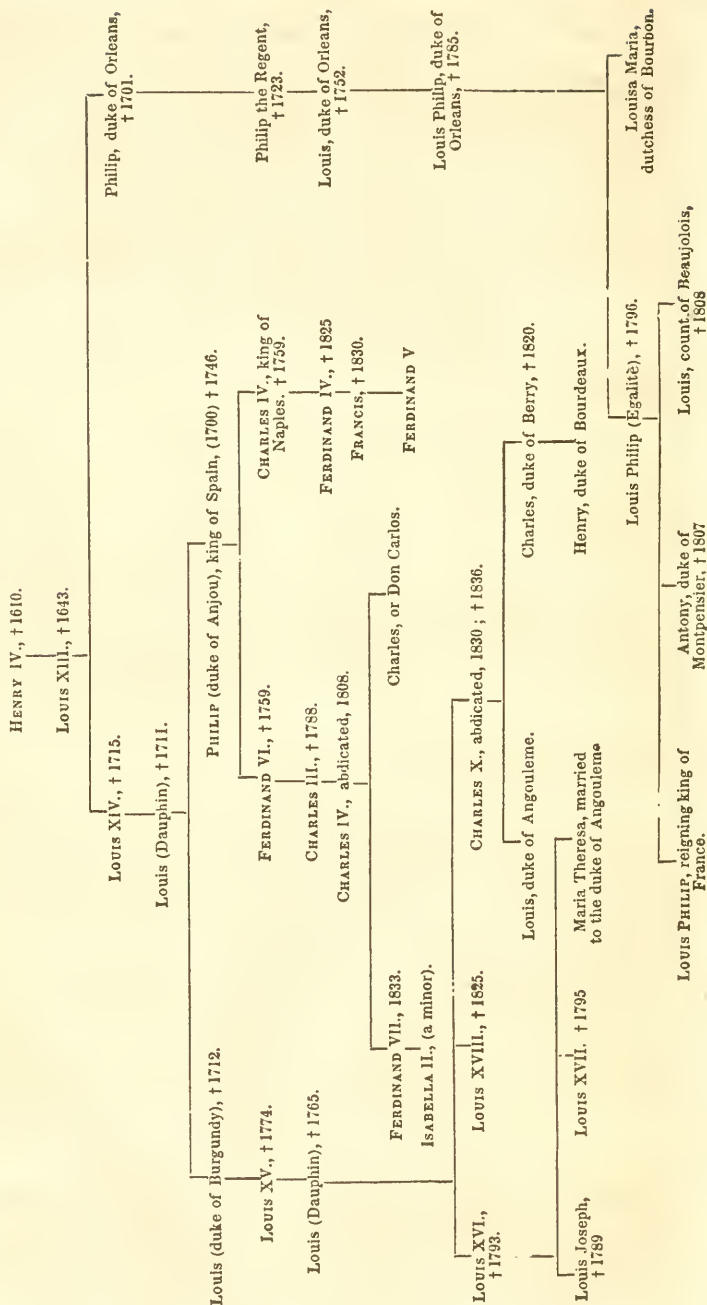 HENRY IV., † 1610.
LOUIS XIII., † 1643.
LOUIS XIV., † 1715.
Philip, duke of Orleans,
† 1701.
Louis (Dauphin), † 1711.
Philip the Regent,
† 1723.
Louis, duke of Orleans,
† 1752.
Louis Philip, duke of
Orleans, † 1785.
Louis (duke of Burgundy), † 1712.
PHILIP (duke of Anjou), king of Spain, (1700) † 1746.
LOUIS XV., † 1774.
Louis (Dauphin), † 1765.
FERDINAND VI., † 1759.
CHARLES III., † 1788.
CHARLES IV., abdicated, 1808.
CHARLES IV., king of
Naples. † 1759.
FERDINAND IV., † 1825
FRANCIS, † 1830.
FERDINAND V
FERDINAND VII., 1833.
ISABELLA II., (a minor).
Charles, or Don Carlos.
LOUIS XVI.,
† 1793.
LOUIS XVIII., † 1825.
CHARLES X., abdicated, 1830; † 1836.
Louis, duke of Angouleme.
Charles, duke of Berry, † 1820.
Henry, duke of Bourdeaux.
Louis Joseph,
† 1789
LOUIS XVII. † 1795
Maria Theresa, married
to the duke of Angouleme
Louis Philip (Egalitè), † 1796.
Louisa Maria,
dutchess of Bourbon.
LOUIS PHILIP, reigning king of
France.
Antony, duke of
Montpensier, † 1807
Louis, count of Beaujolois,
† 1808